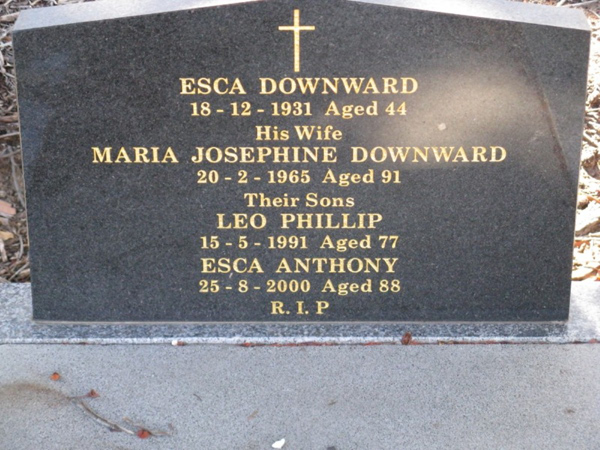 ESCA DOWNWARD
18 - 12 - 1931 Aged 44
His Wife
MARIA JOSEPHINE DOWNWARD
20 - 2 - 1965 Aged 91
Their Sons
LEO PHILLIP
15 - 5 - 1991 Aged 77
ESCA ANTHONY
25 - 8 - 2000 Aged 88
R. I. P